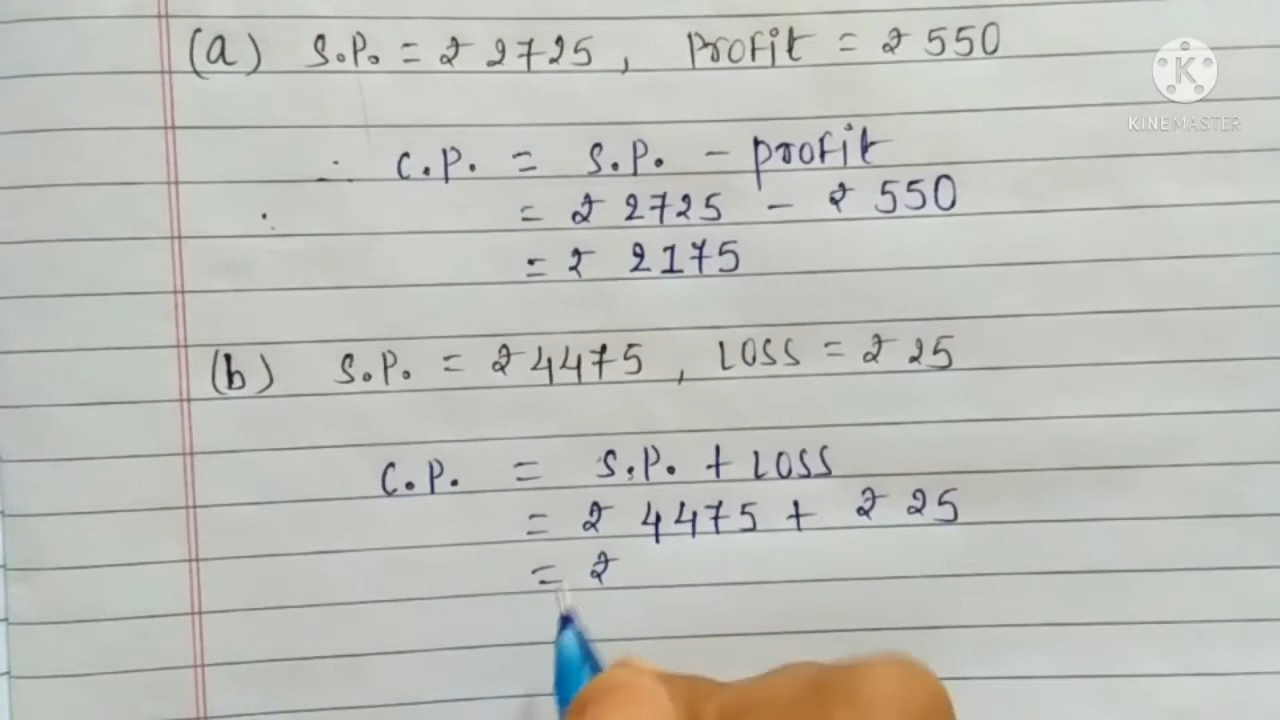 (a) S.P. = ₹ 2725, Profit = ₹ 550
KINEMASTER
∴ C.P. = S.P. - profit
= ₹ 2725 - ₹ 550
= ₹ 2175
(b) S.P. = ₹ 4475, LOSS = ₹ 25
C.P. = S.P. + LOSS
= ₹ 4475 + ₹ 25
= ₹